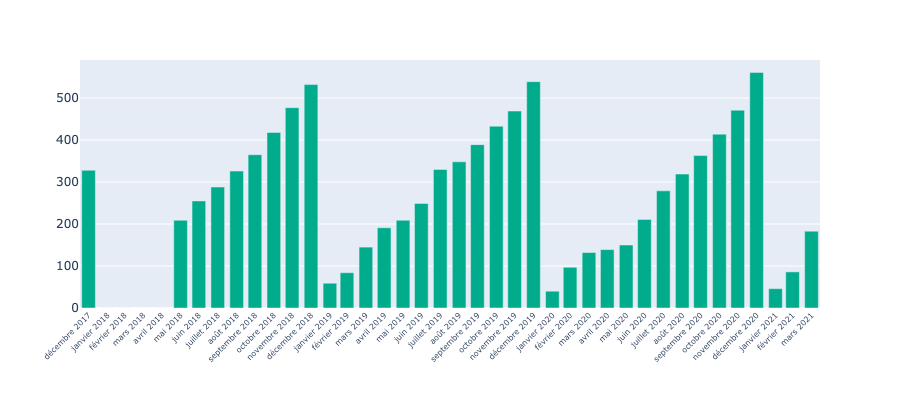 500
400
300
200
100
0
décembre 2017
janvier 2018
février 2018
mars 2018
avril 2018
mai 2018
juin 2018
juillet 2018
août 2018
septembre 2018
octobre 2018
novembre 2018
décembre 2018
janvier 2019
février 2019
mars 2019
avril 2019
mai 2019
juin 2019
juillet 2019
août 2019
septembre 2019
octobre 2019
novembre 2019
décembre 2019
janvier 2020
février 2020
mars 2020
avril 2020
mai 2020
juin 2020
juillet 2020
août 2020
septembre 2020
octobre 2020
novembre 2020
décembre 2020
janvier 2021
février 2021
mars 2021